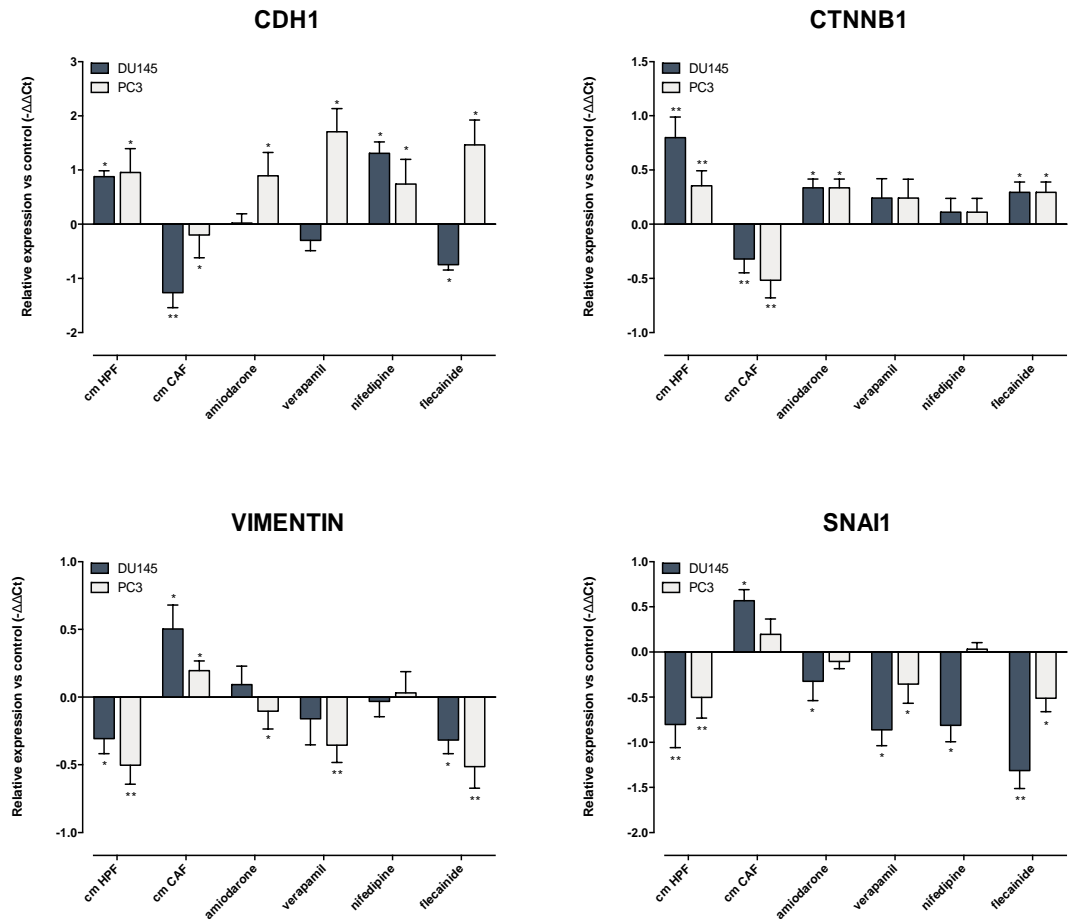 CDH1
DU145
PC3
Relative expression vs control (-ΔΔCt)
3
2
1
0
-1
-2
*
*
**
*
*
*
*
*
*
*
cm HPF
cm CAF
amiodarone
verapamil
nifedipine
flecainide
CTNNB1
DU145
PC3
Relative expression vs control (-ΔΔCt)
1.5
1.0
0.5
0.0
-0.5
-1.0
**
**
**
**
*
*
*
*
cm HPF
cm CAF
amiodarone
verapamil
nifedipine
flecainide
VIMENTIN
DU145
PC3
Relative expression vs control (-ΔΔCt)
1.0
0.5
0.0
-0.5
-1.0
*
**
*
*
*
**
*
**
cm HPF
cm CAF
amiodarone
verapamil
nifedipine
flecainide
SNAI1
DU145
PC3
Relative expression vs control (-ΔΔCt)
1.0
0.5
0.0
-0.5
-1.0
-1.5
-2.0
**
**
*
*
*
*
*
**
*
cm HPF
cm CAF
amiodarone
verapamil
nifedipine
flecainide